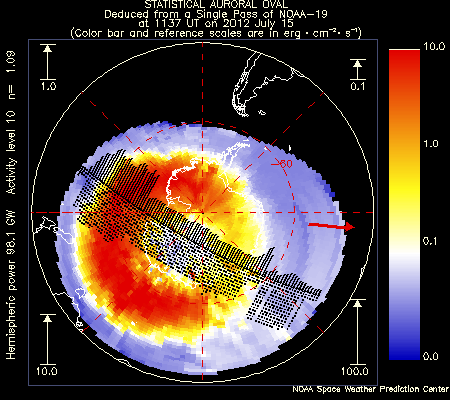 STATISTICAL AURORAL OVAL
Deduced from a Single Pass of NOAA-19
at 1137 UT on 2012 July 15
(Color bar and reference scales are in erg · cm⁻² · s⁻¹)
1.0
0.1
10.0
100.0
-60
Hemispheric power 98.1 GW Activity level 10 n= 1.09
10.0
1.0
0.1
0.0
NOAA Space Weather Prediction Center